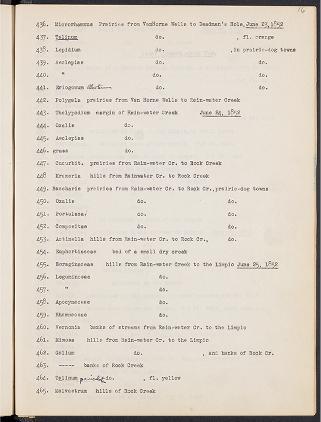 16
436. Microrhamnus Prairies from VanHorne Wells to Deadman's Hole, June 23, 1852
437. Talinum do. , fl. orange
438. Lepidium do. , in prairie-dog towns
439. Asclepias do. do.
440. " do. do.
441. Eriogonum do. do.
442. Polygala prairies from Van Horne Wells to Rain-water Creek
443. Thelypodium margin of Rain-water Creek June 24, 1852
444. Oxalis do.
445. Asclepias do.
446. grass do.
447. Cucurbit. prairies from Rain-water Cr. to Rock Creek
448 Krameria hills from Rainwater Cr. to Rock Creek
449. Baccharis prairies from Rain-water Cr. to Rock Cr., prairie-dog towns
450. Oxalis do. do.
451. Portulaca? do. do.
452. Compositae do. do.
453. Actinella hills from Rain-water Cr. to Rock Cr., do.
454. Euphorbiaceae bed of a small dry creek
455. Boraginaceae hills from Rain-water Creek to the Limpio June 25, 1852
456. Leguminosae do.
457. " do.
458. Apocynaceae do.
459. Rhamnaceae do.
460. Vernonia banks of streams from Rain-water Cr. to the Limpio
461. Mimosa hills from Rain-water Cr. to the Limpio
462. Galium do. , and banks of Rock Cr.
463. ----- banks of Rock Creek
464. Talinum do. , fl. yellow
465. Malvastrum hills of Rock Creek